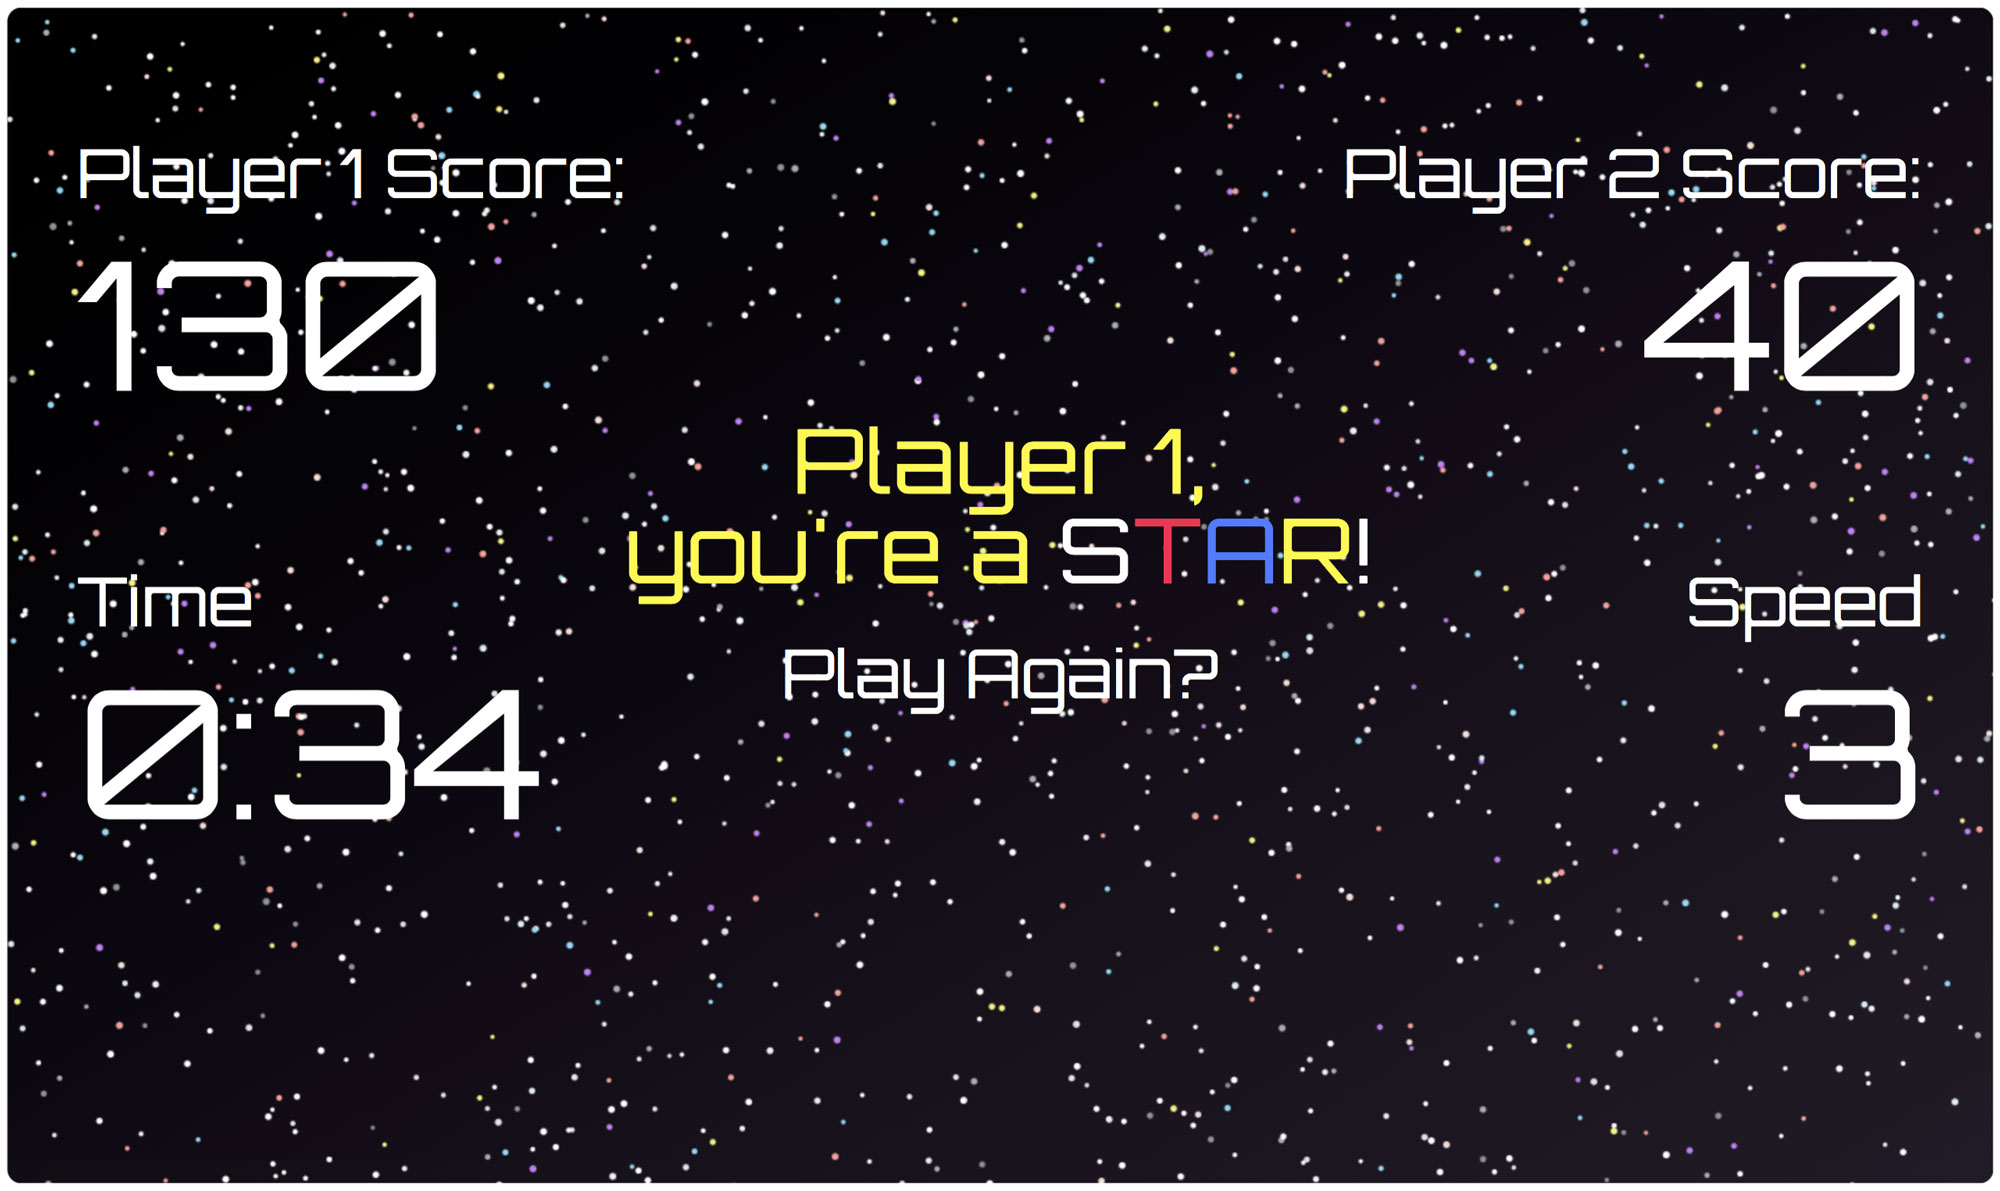 Player 1 Score:
130
Player 2 Score:
40
Player 1,
you're a STAR!
Play Again?
Time
0:34
Speed
3